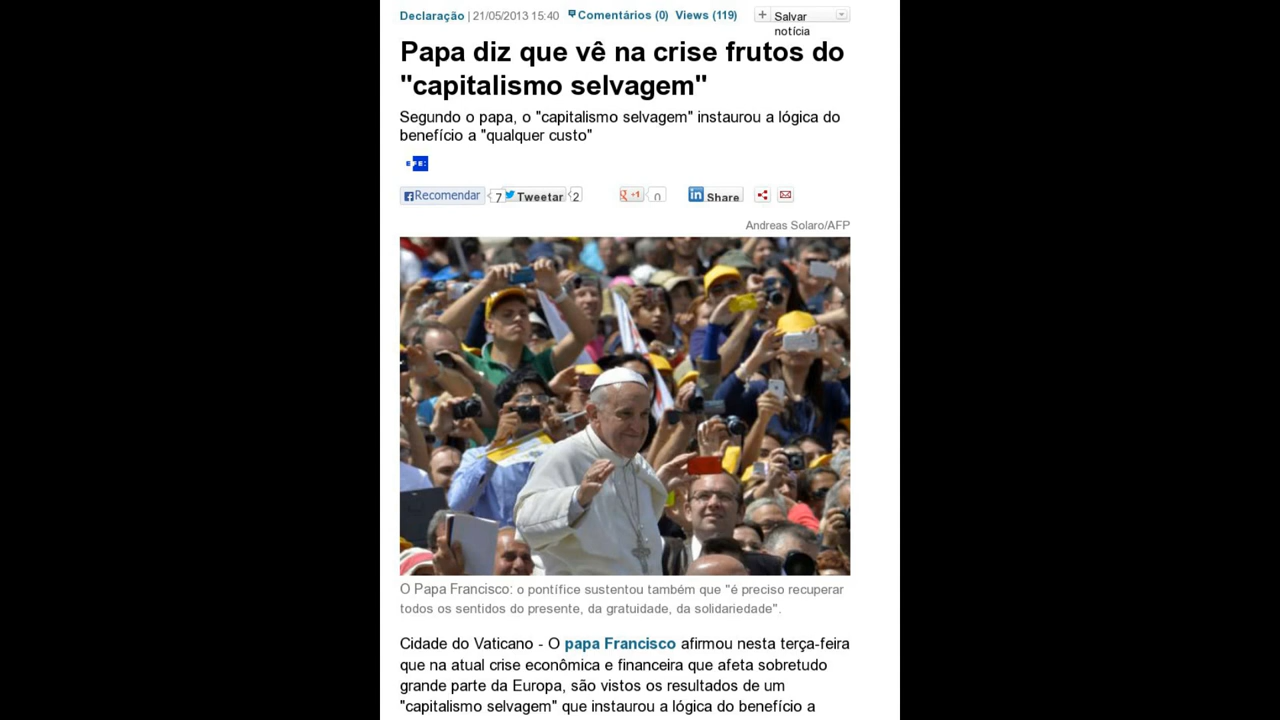 Declaração | 21/05/2013 15:40 Comentários (0) Views (119) + Salvar notícia
Papa diz que vê na crise frutos do
"capitalismo selvagem"
Segundo o papa, o "capitalismo selvagem" instaurou a lógica do
benefício a "qualquer custo"
EFE:
Recomendar 7 Tweetar 2 +1 0 in Share
Andreas Solaro/AFP
O Papa Francisco: o pontífice sustentou também que "é preciso recuperar
todos os sentidos do presente, da gratuidade, da solidariedade".
Cidade do Vaticano - O papa Francisco afirmou nesta terça-feira
que na atual crise econômica e financeira que afeta sobretudo
grande parte da Europa, são vistos os resultados de um
"capitalismo selvagem" que instaurou a lógica do benefício a